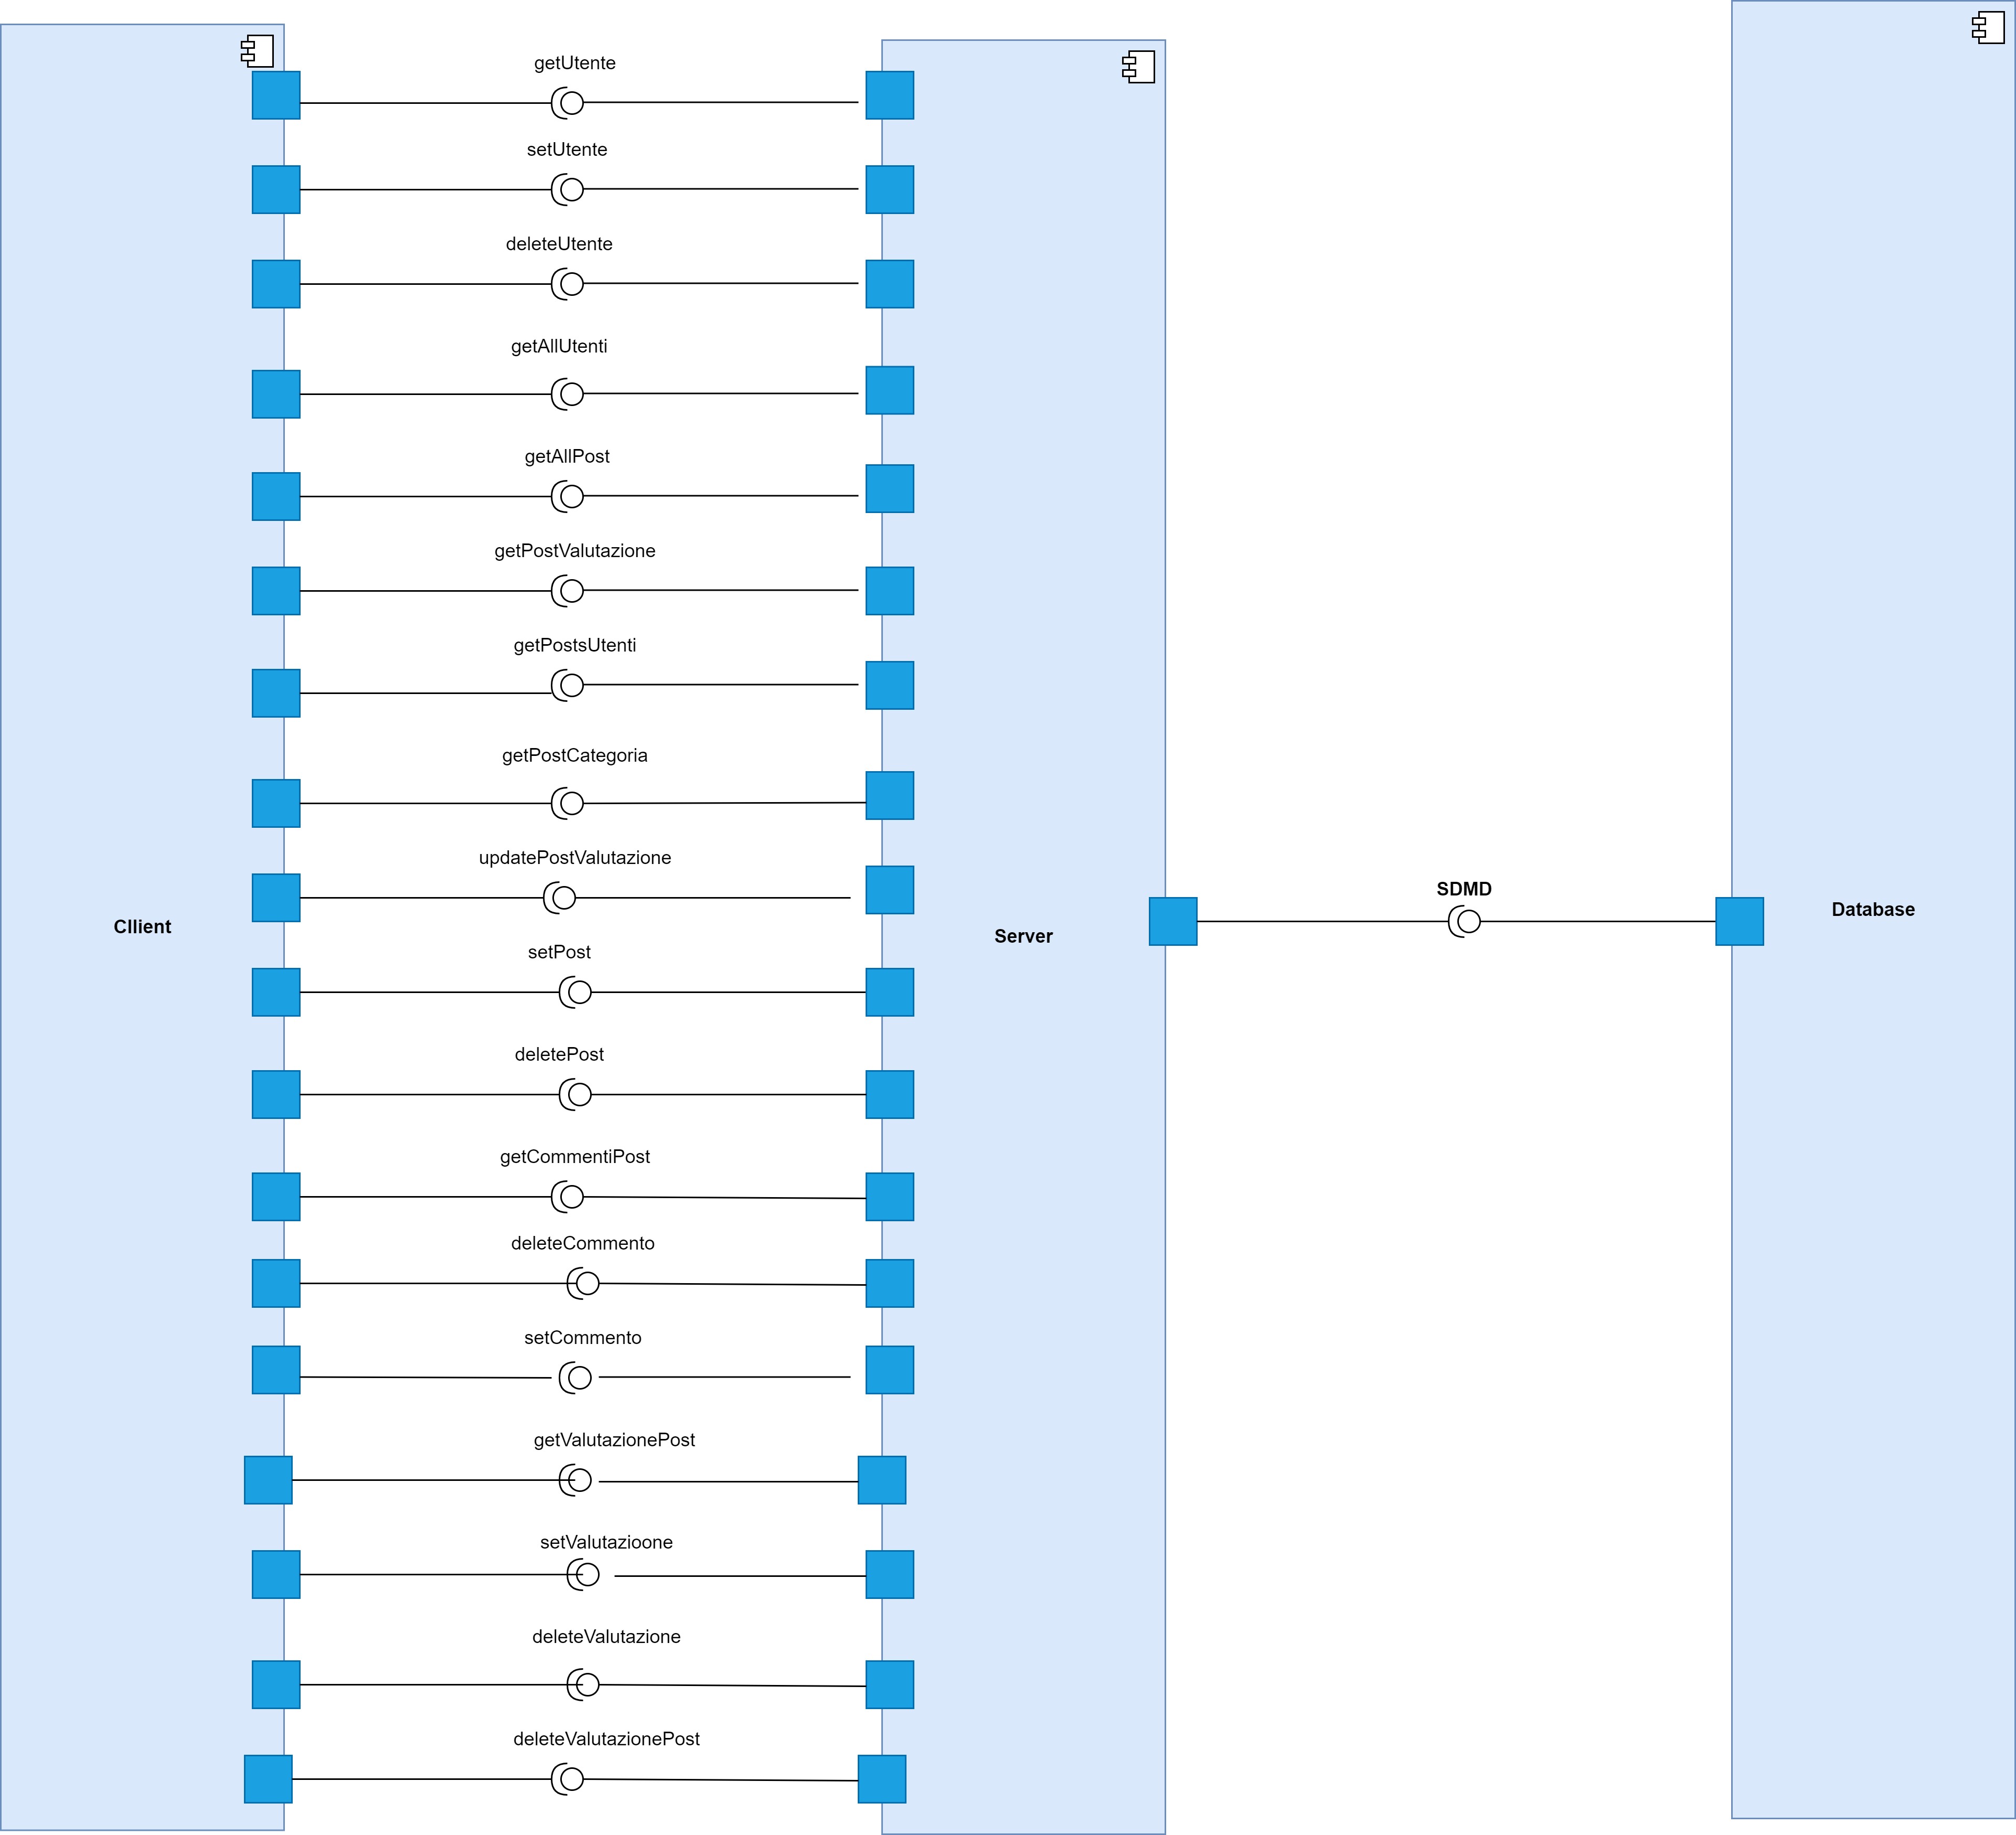 getUtente
setUtente
deleteUtente
getAllUtenti
getAllPost
getPostValutazione
getPostsUtenti
getPostCategoria
updatePostValutazione
SDMD
Database
Cllient
Server
setPost
deletePost
getCommentiPost
deleteCommento
setCommento
getValutazionePost
setValutazioone
deleteValutazione
deleteValutazionePost